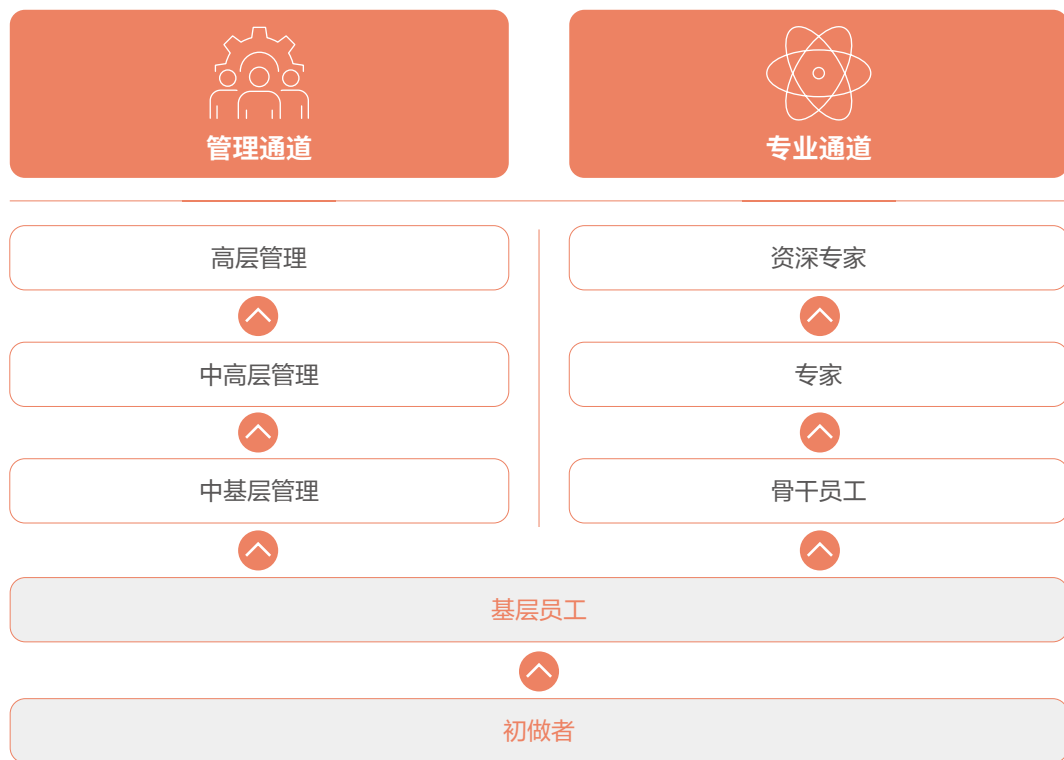 管理通道
专业通道
高层管理
资深专家
中高层管理
专家
中基层管理
骨干员工
基层员工
初做者